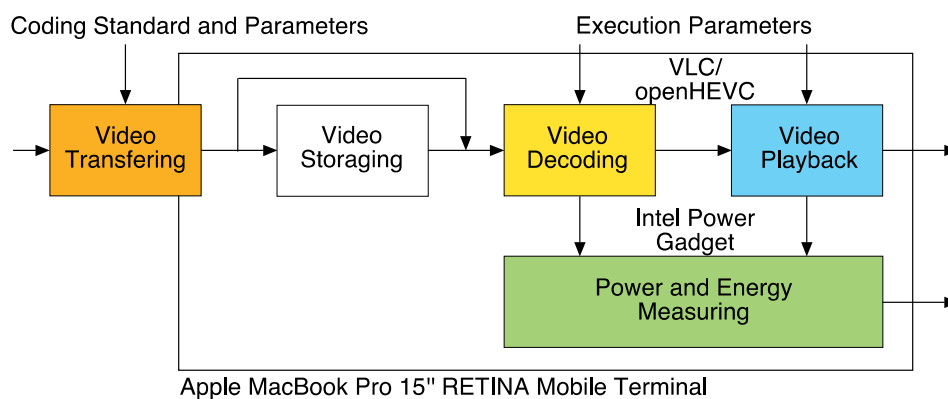 Coding Standard and Parameters
Execution Parameters
VLC/
openHEVC
Video
Transfering
Video
Storaging
Video
Decoding
Video
Playback
Intel Power
Gadget
Power and Energy
Measuring
Apple MacBook Pro 15" RETINA Mobile Terminal